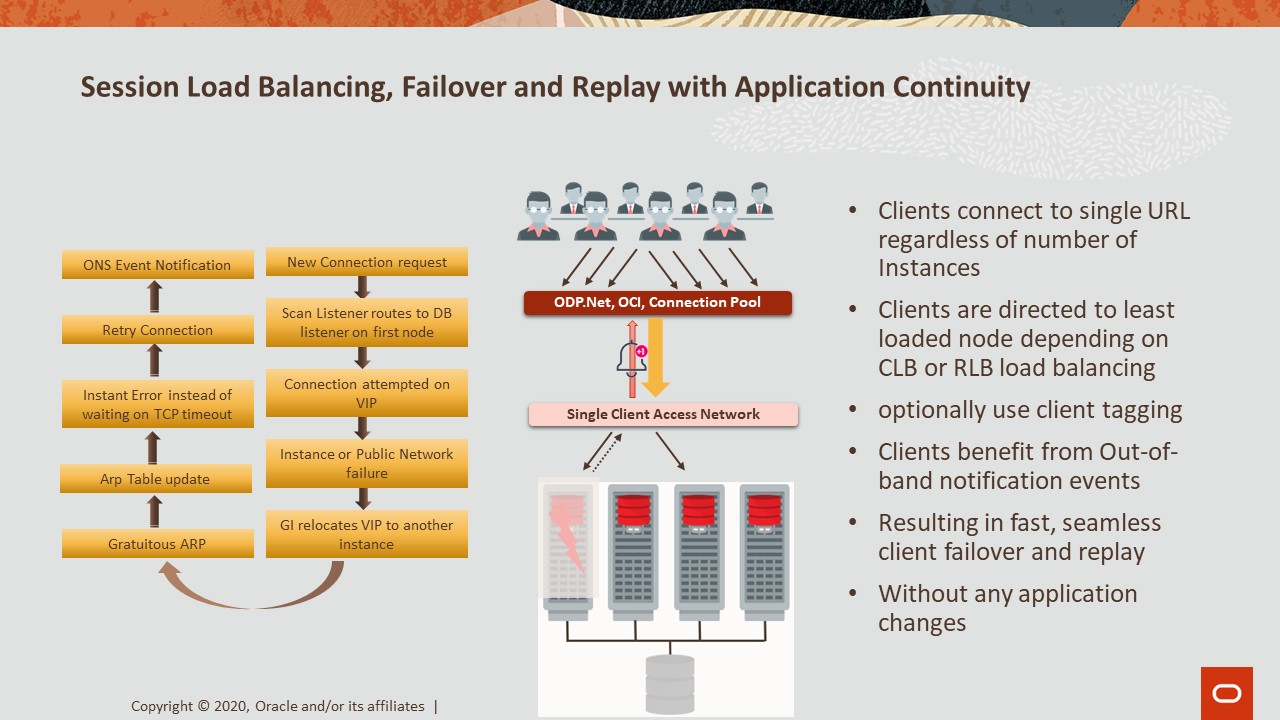 Session Load Balancing, Failover and Replay with Application Continuity
ONS Event Notification
Retry Connection
Instant Error instead of
waiting on TCP timeout
Arp Table update
Gratuitous ARP
New Connection request
Scan Listener routes to DB
listener on first node
Connection attempted on
VIP
Instance or Public Network
failure
GI relocates VIP to another
instance
ODP.Net, OCI, Connection Pool
+1
Single Client Access Network
• Clients connect to single URL
regardless of number of
Instances
• Clients are directed to least
loaded node depending on
CLB or RLB load balancing
• optionally use client tagging
• Clients benefit from Out-of-
band notification events
• Resulting in fast, seamless
client failover and replay
• Without any application
changes
Copyright © 2020, Oracle and/or its affiliates |